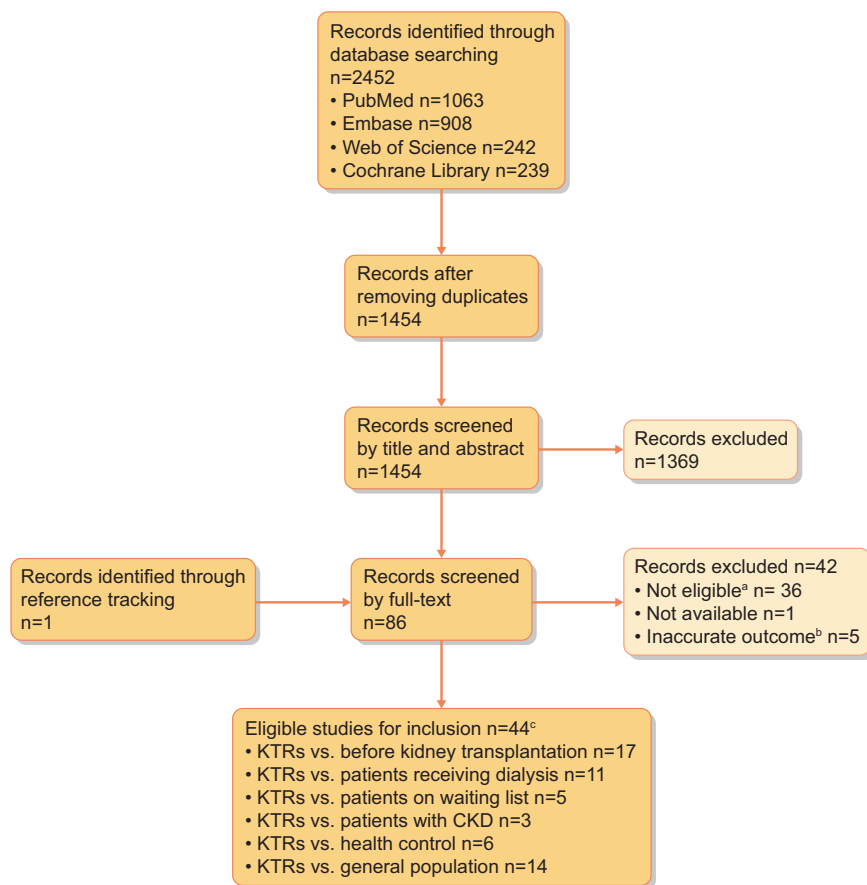 Records identified through
database searching
n=2452
• PubMed n=1063
• Embase n=908
• Web of Science n=242
• Cochrane Library n=239
Records after
removing duplicates
n=1454
Records screened
by title and abstract
n=1454
Records excluded
n=1369
Records identified through
reference tracking
n=1
Records screened
by full-text
n=86
Records excluded n=42
• Not eligibleᵃ n= 36
• Not available n=1
• Inaccurate outcomeᵇ n=5
Eligible studies for inclusion n=44ᶜ
• KTRs vs. before kidney transplantation n=17
• KTRs vs. patients receiving dialysis n=11
• KTRs vs. patients on waiting list n=5
• KTRs vs. patients with CKD n=3
• KTRs vs. health control n=6
• KTRs vs. general population n=14